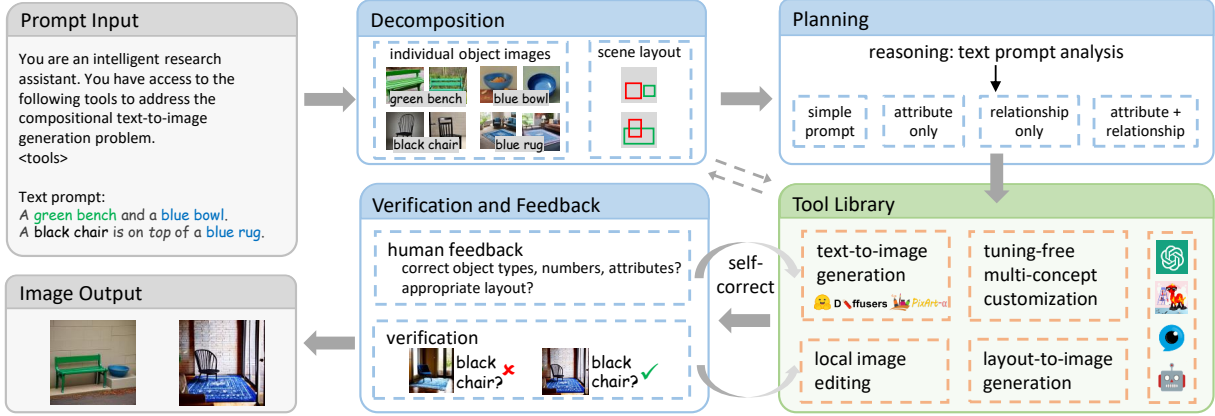 Prompt Input
You are an intelligent research
assistant. You have access to the
following tools to address the
compositional text-to-image
generation problem.
<tools>
Text prompt:
A green bench and a blue bowl.
A black chair is on top of a blue rug.
Decomposition
individual object images
green bench
blue bowl
black chair
blue rug
scene layout
Planning
reasoning: text prompt analysis
simple
prompt
attribute
only
relationship
only
attribute +
relationship
Verification and Feedback
human feedback
correct object types, numbers, attributes?
appropriate layout?
verification
black
chair?
black
chair?
self-
correct
Tool Library
text-to-image
generation
D ffusers
PixArt-α
tuning-free
multi-concept
customization
local image
editing
layout-to-image
generation
Image Output